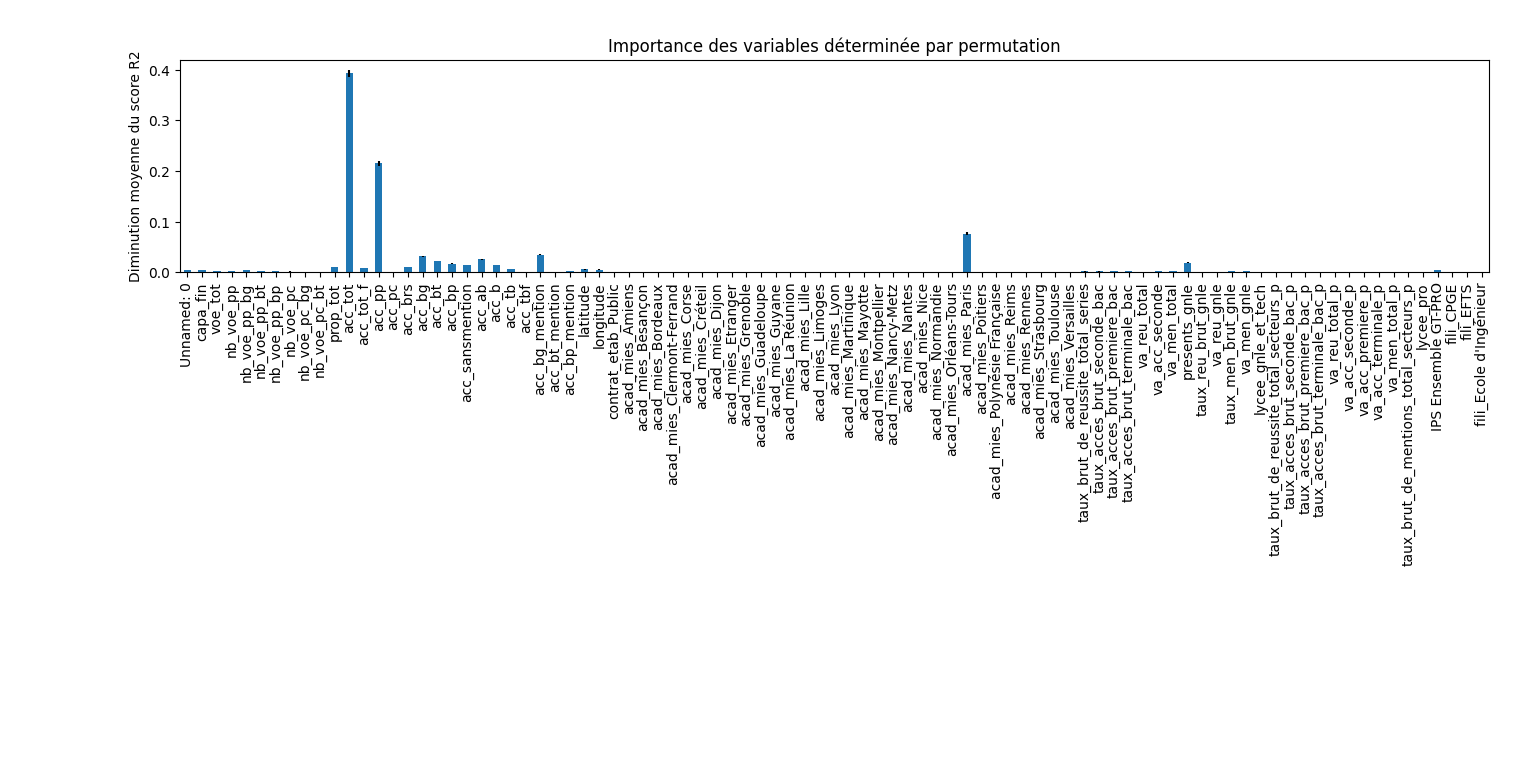 Importance des variables déterminée par permutation
Diminution moyenne du score R2
0.4
0.3
0.2
0.1
0.0
Unnamed: 0
capa_fin
voe_tot
nb_voe_pp
nb_voe_pp_bg
nb_voe_pp_bt
nb_voe_pp_bp
nb_voe_pc
nb_voe_pc_bg
nb_voe_pc_bt
prop_tot
acc_tot
acc_tot_f
acc_pp
acc_pc
acc_brs
acc_bg
acc_bt
acc_bp
acc_sansmention
acc_ab
acc_b
acc_tb
acc_tbf
acc_bg_mention
acc_bt_mention
acc_bp_mention
latitude
longitude
contrat_etab_Public
acad_mies_Amiens
acad_mies_Besançon
acad_mies_Bordeaux
acad_mies_Clermont-Ferrand
acad_mies_Corse
acad_mies_Créteil
acad_mies_Dijon
acad_mies_Etranger
acad_mies_Grenoble
acad_mies_Guadeloupe
acad_mies_Guyane
acad_mies_La Réunion
acad_mies_Lille
acad_mies_Limoges
acad_mies_Lyon
acad_mies_Martinique
acad_mies_Mayotte
acad_mies_Montpellier
acad_mies_Nancy-Metz
acad_mies_Nantes
acad_mies_Nice
acad_mies_Normandie
acad_mies_Orléans-Tours
acad_mies_Paris
acad_mies_Poitiers
acad_mies_Polynésie Française
acad_mies_Reims
acad_mies_Rennes
acad_mies_Strasbourg
acad_mies_Toulouse
acad_mies_Versailles
taux_brut_de_reussite_total_series
taux_acces_brut_seconde_bac
taux_acces_brut_premiere_bac
taux_acces_brut_terminale_bac
va_reu_total
va_acc_seconde
va_men_total
presents_gnle
taux_reu_brut_gnle
va_reu_gnle
taux_men_brut_gnle
va_men_gnle
lycee_gnle_et_tech
taux_brut_de_reussite_total_secteurs_p
taux_acces_brut_seconde_bac_p
taux_acces_brut_premiere_bac_p
taux_acces_brut_terminale_bac_p
va_reu_total_p
va_acc_seconde_p
va_acc_premiere_p
va_acc_terminale_p
va_men_total_p
taux_brut_de_mentions_total_secteurs_p
lycee_pro
IPS Ensemble GT-PRO
fili_CPGE
fili_EFTS
fili_Ecole d'Ingénieur